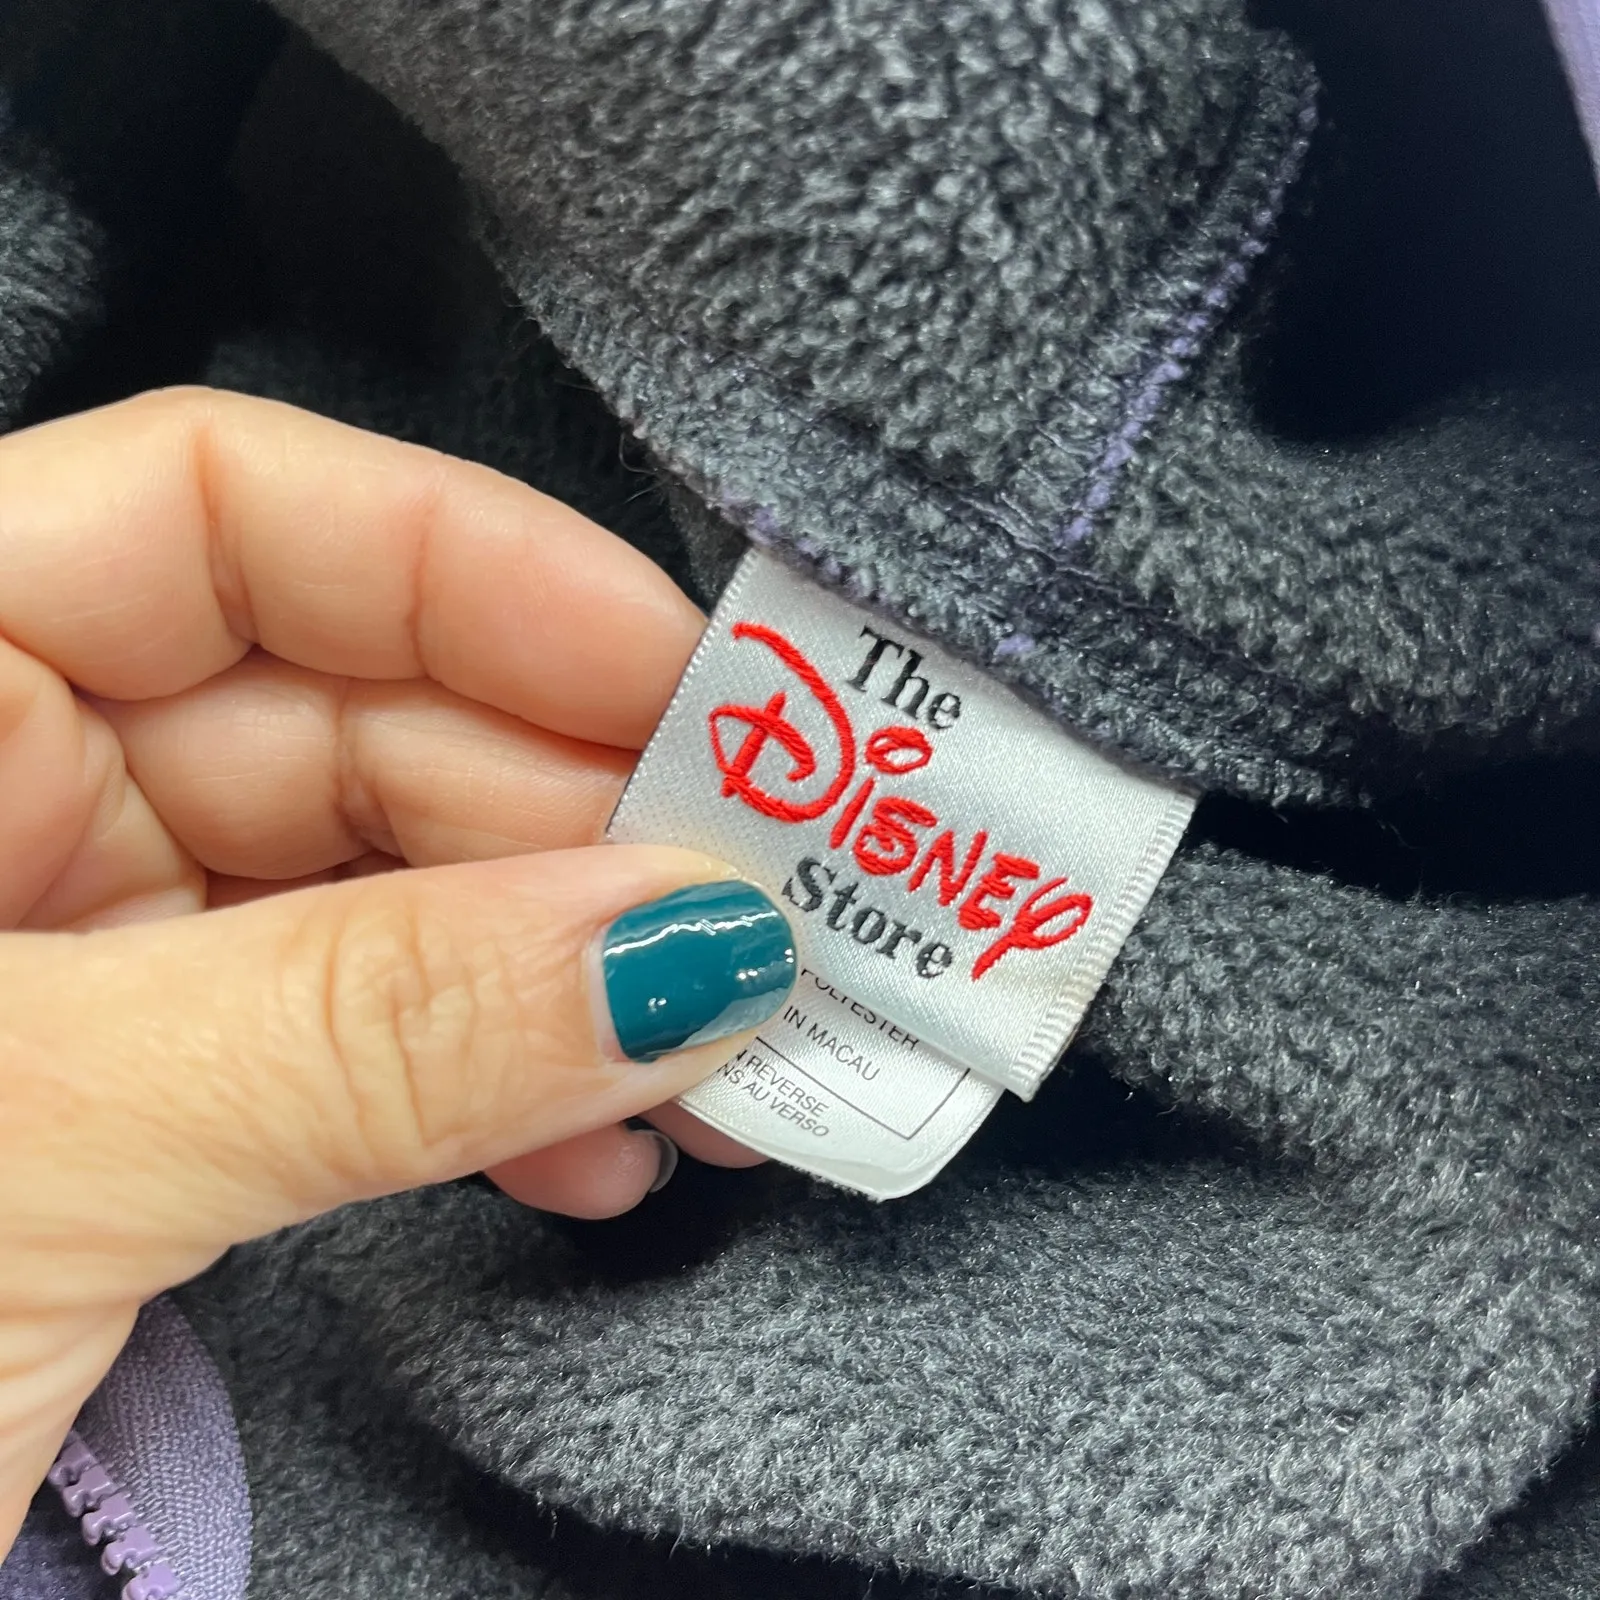 The
Disney
Store
POLYESTER
IN MACAU
REVERSE
AU VERSO